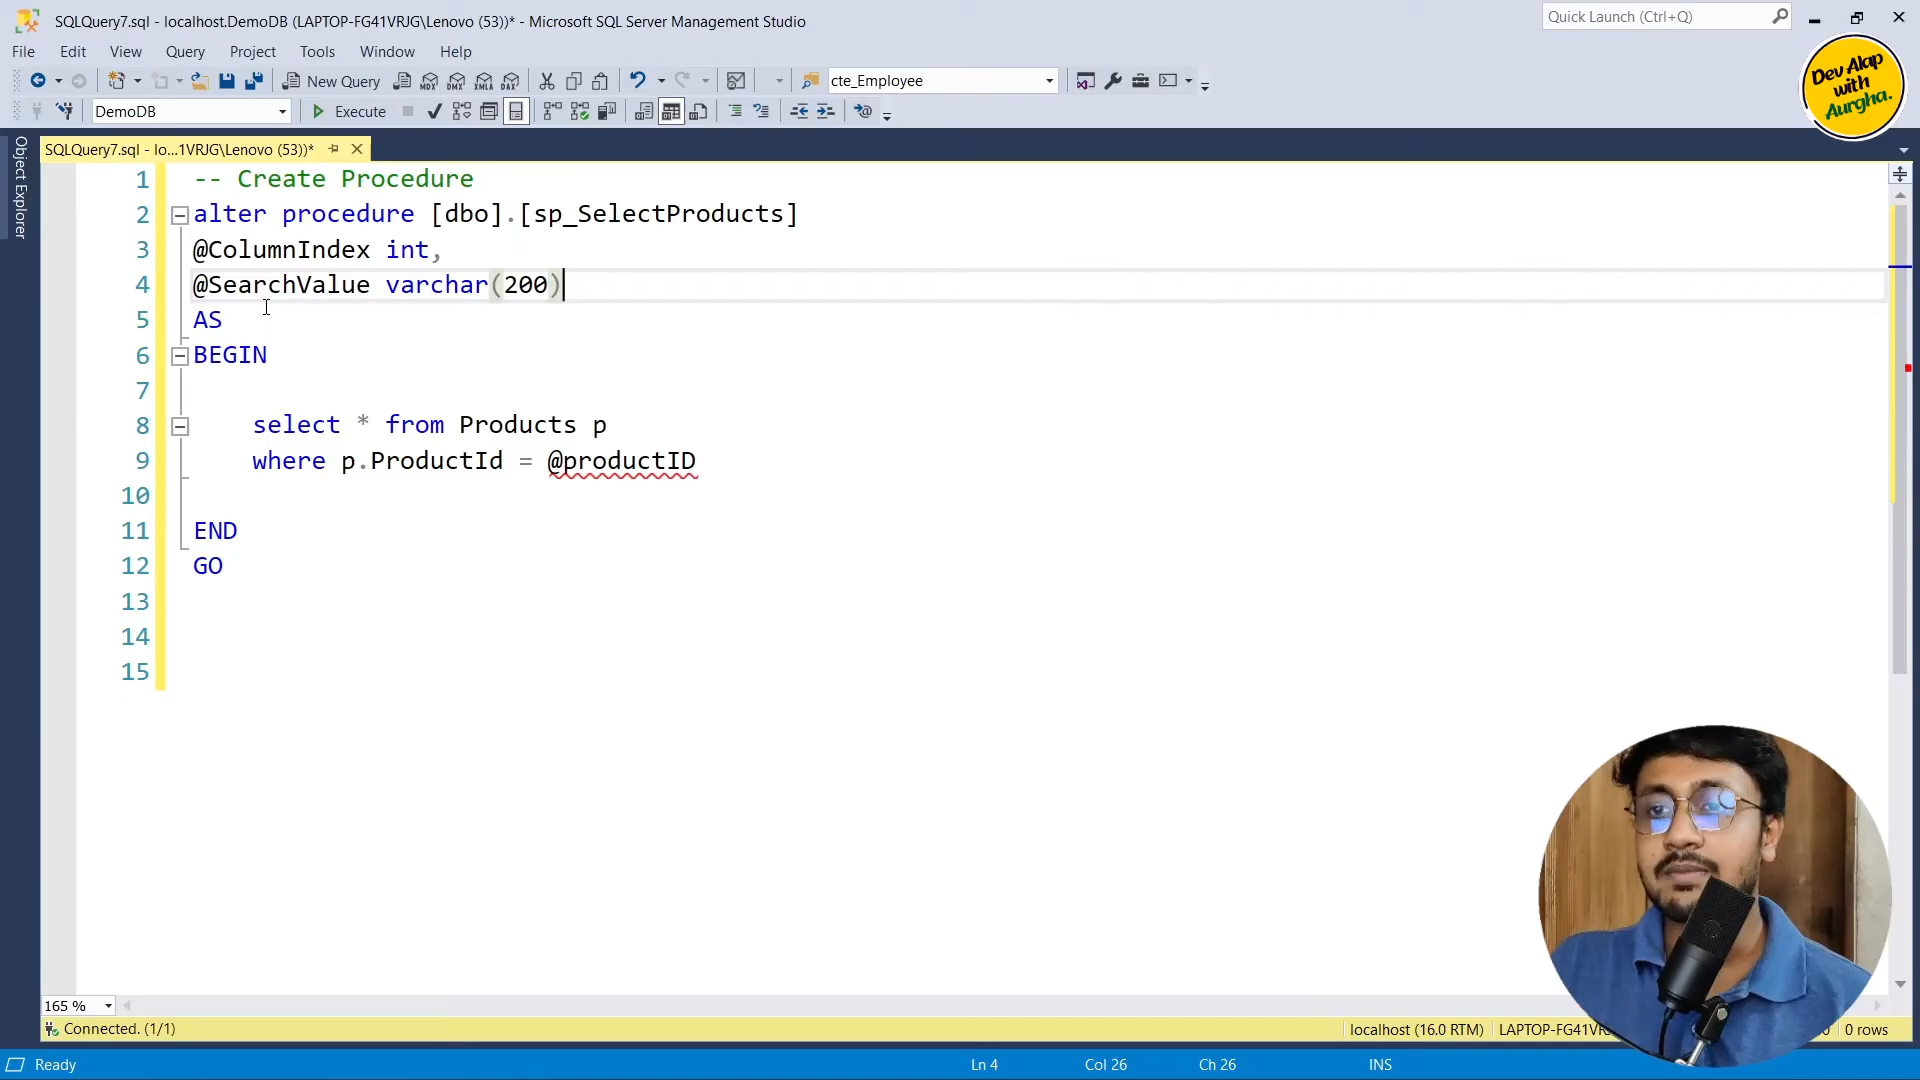 SQLQuery7.sql - localhost.DemoDB (LAPTOP-FG41VRJG\Lenovo (53))* - Microsoft SQL Server Management Studio
Quick Launch (Ctrl+Q)
File Edit View Query Project Tools Window Help
New Query
MDX DMX XMLA DAX
cte_Employee
DemoDB
Execute
Dev Alap
with
Aurgha.
Object Explorer
SQLQuery7.sql - lo...1VRJG\Lenovo (53))*
1 -- Create Procedure
2 alter procedure [dbo].[sp_SelectProducts]
3 @ColumnIndex int,
4 @SearchValue varchar(200)
5 AS
6 BEGIN
7
8 select * from Products p
9 where p.ProductId = @productID
10
11 END
12 GO
13
14
15
165 %
Connected. (1/1)
localhost (16.0 RTM)
0 rows
Ready
Ln 4
Col 26
Ch 26
INS